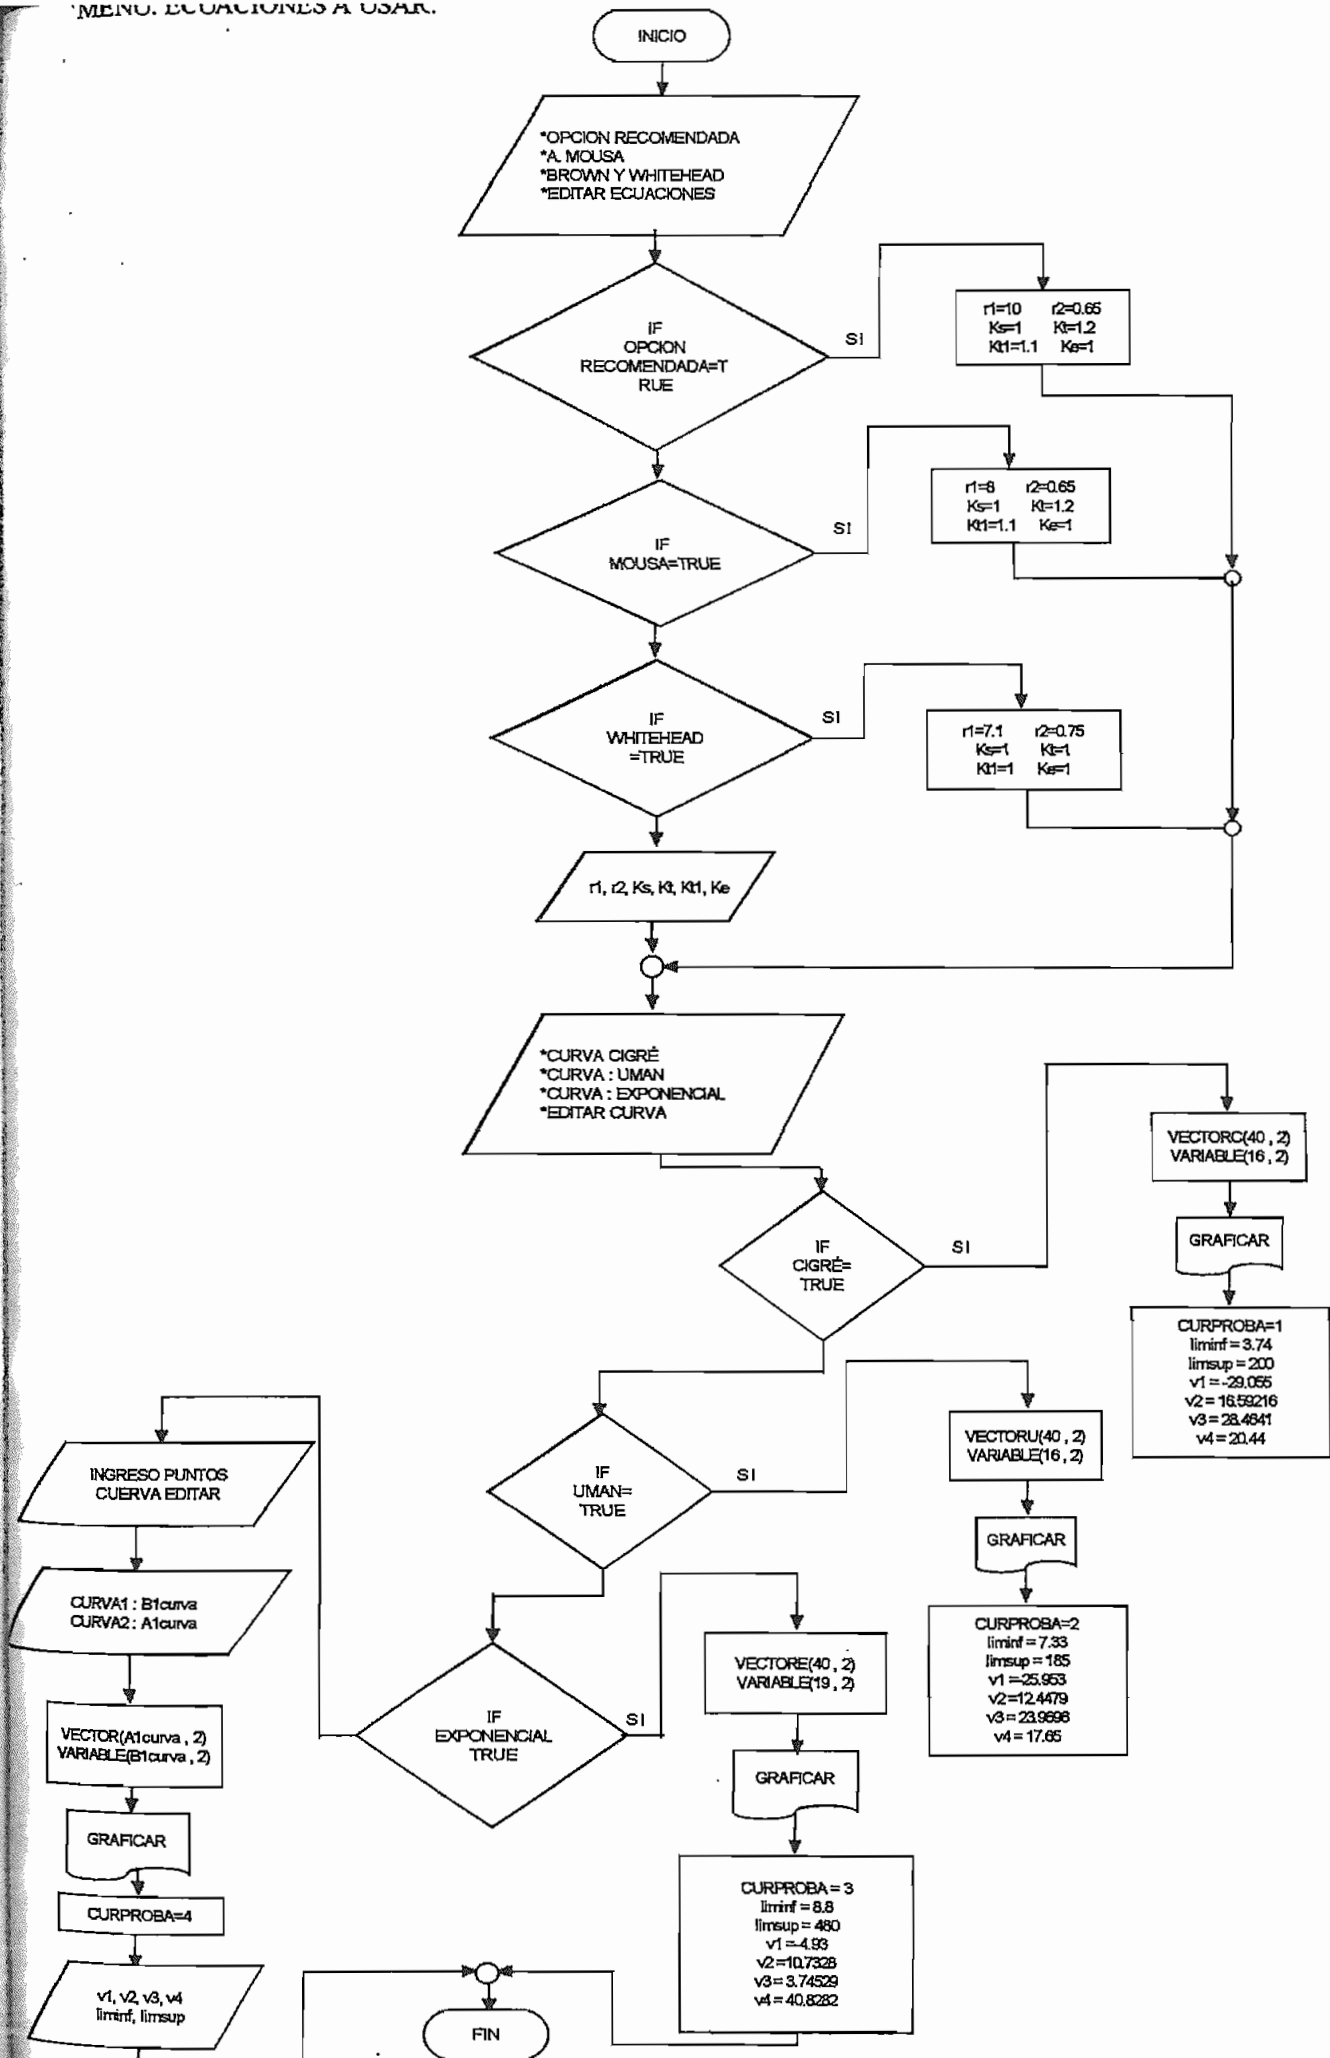 MENU. ECUACIONES A USAR.
INICIO
*OPCION RECOMENDADA
*A. MOUSA
*BROWN Y WHITEHEAD
*EDITAR ECUACIONES
IF
OPCION
RECOMENDADA=T
RUE
SI
r1=10 r2=0.65
Ks=1 Kt=1.2
Kt1=1.1 Ke=1
IF
MOUSA=TRUE
SI
r1=8 r2=0.65
Ks=1 Kt=1.2
Kt1=1.1 Ke=1
IF
WHITEHEAD
=TRUE
SI
r1=7.1 r2=0.75
Ks=1 Kt=1
Kt1=1 Ke=1
r1, r2, Ks, Kt, Kt1, Ke
*CURVA CIGRÉ
*CURVA : UMAN
*CURVA : EXPONENCIAL
*EDITAR CURVA
IF
CIGRÉ=
TRUE
SI
VECTORC(40 , 2)
VARIABLE(16 , 2)
GRAFICAR
CURPROBA=1
liminf = 3.74
limsup = 200
v1 = -29.055
v2 = 16.59216
v3 = 28.4641
v4 = 20.44
IF
UMAN=
TRUE
SI
VECTORU(40 , 2)
VARIABLE(16 , 2)
GRAFICAR
CURPROBA=2
liminf = 7.33
limsup = 185
v1 =-25.953
v2=12.4479
v3 = 23.9698
v4 = 17.65
IF
EXPONENCIAL
TRUE
SI
VECTORE(40 , 2)
VARIABLE(19 , 2)
GRAFICAR
CURPROBA = 3
liminf = 8.8
limsup = 480
v1 =-4.93
v2 =10.7328
v3 = 3.74529
v4 = 40.8282
INGRESO PUNTOS
CUERVA EDITAR
CURVA1 : B1curva
CURVA2 : A1curva
VECTOR(A1curva , 2)
VARIABLE(B1curva , 2)
GRAFICAR
CURPROBA=4
v1, v2, v3, v4
liminf, limsup
FIN